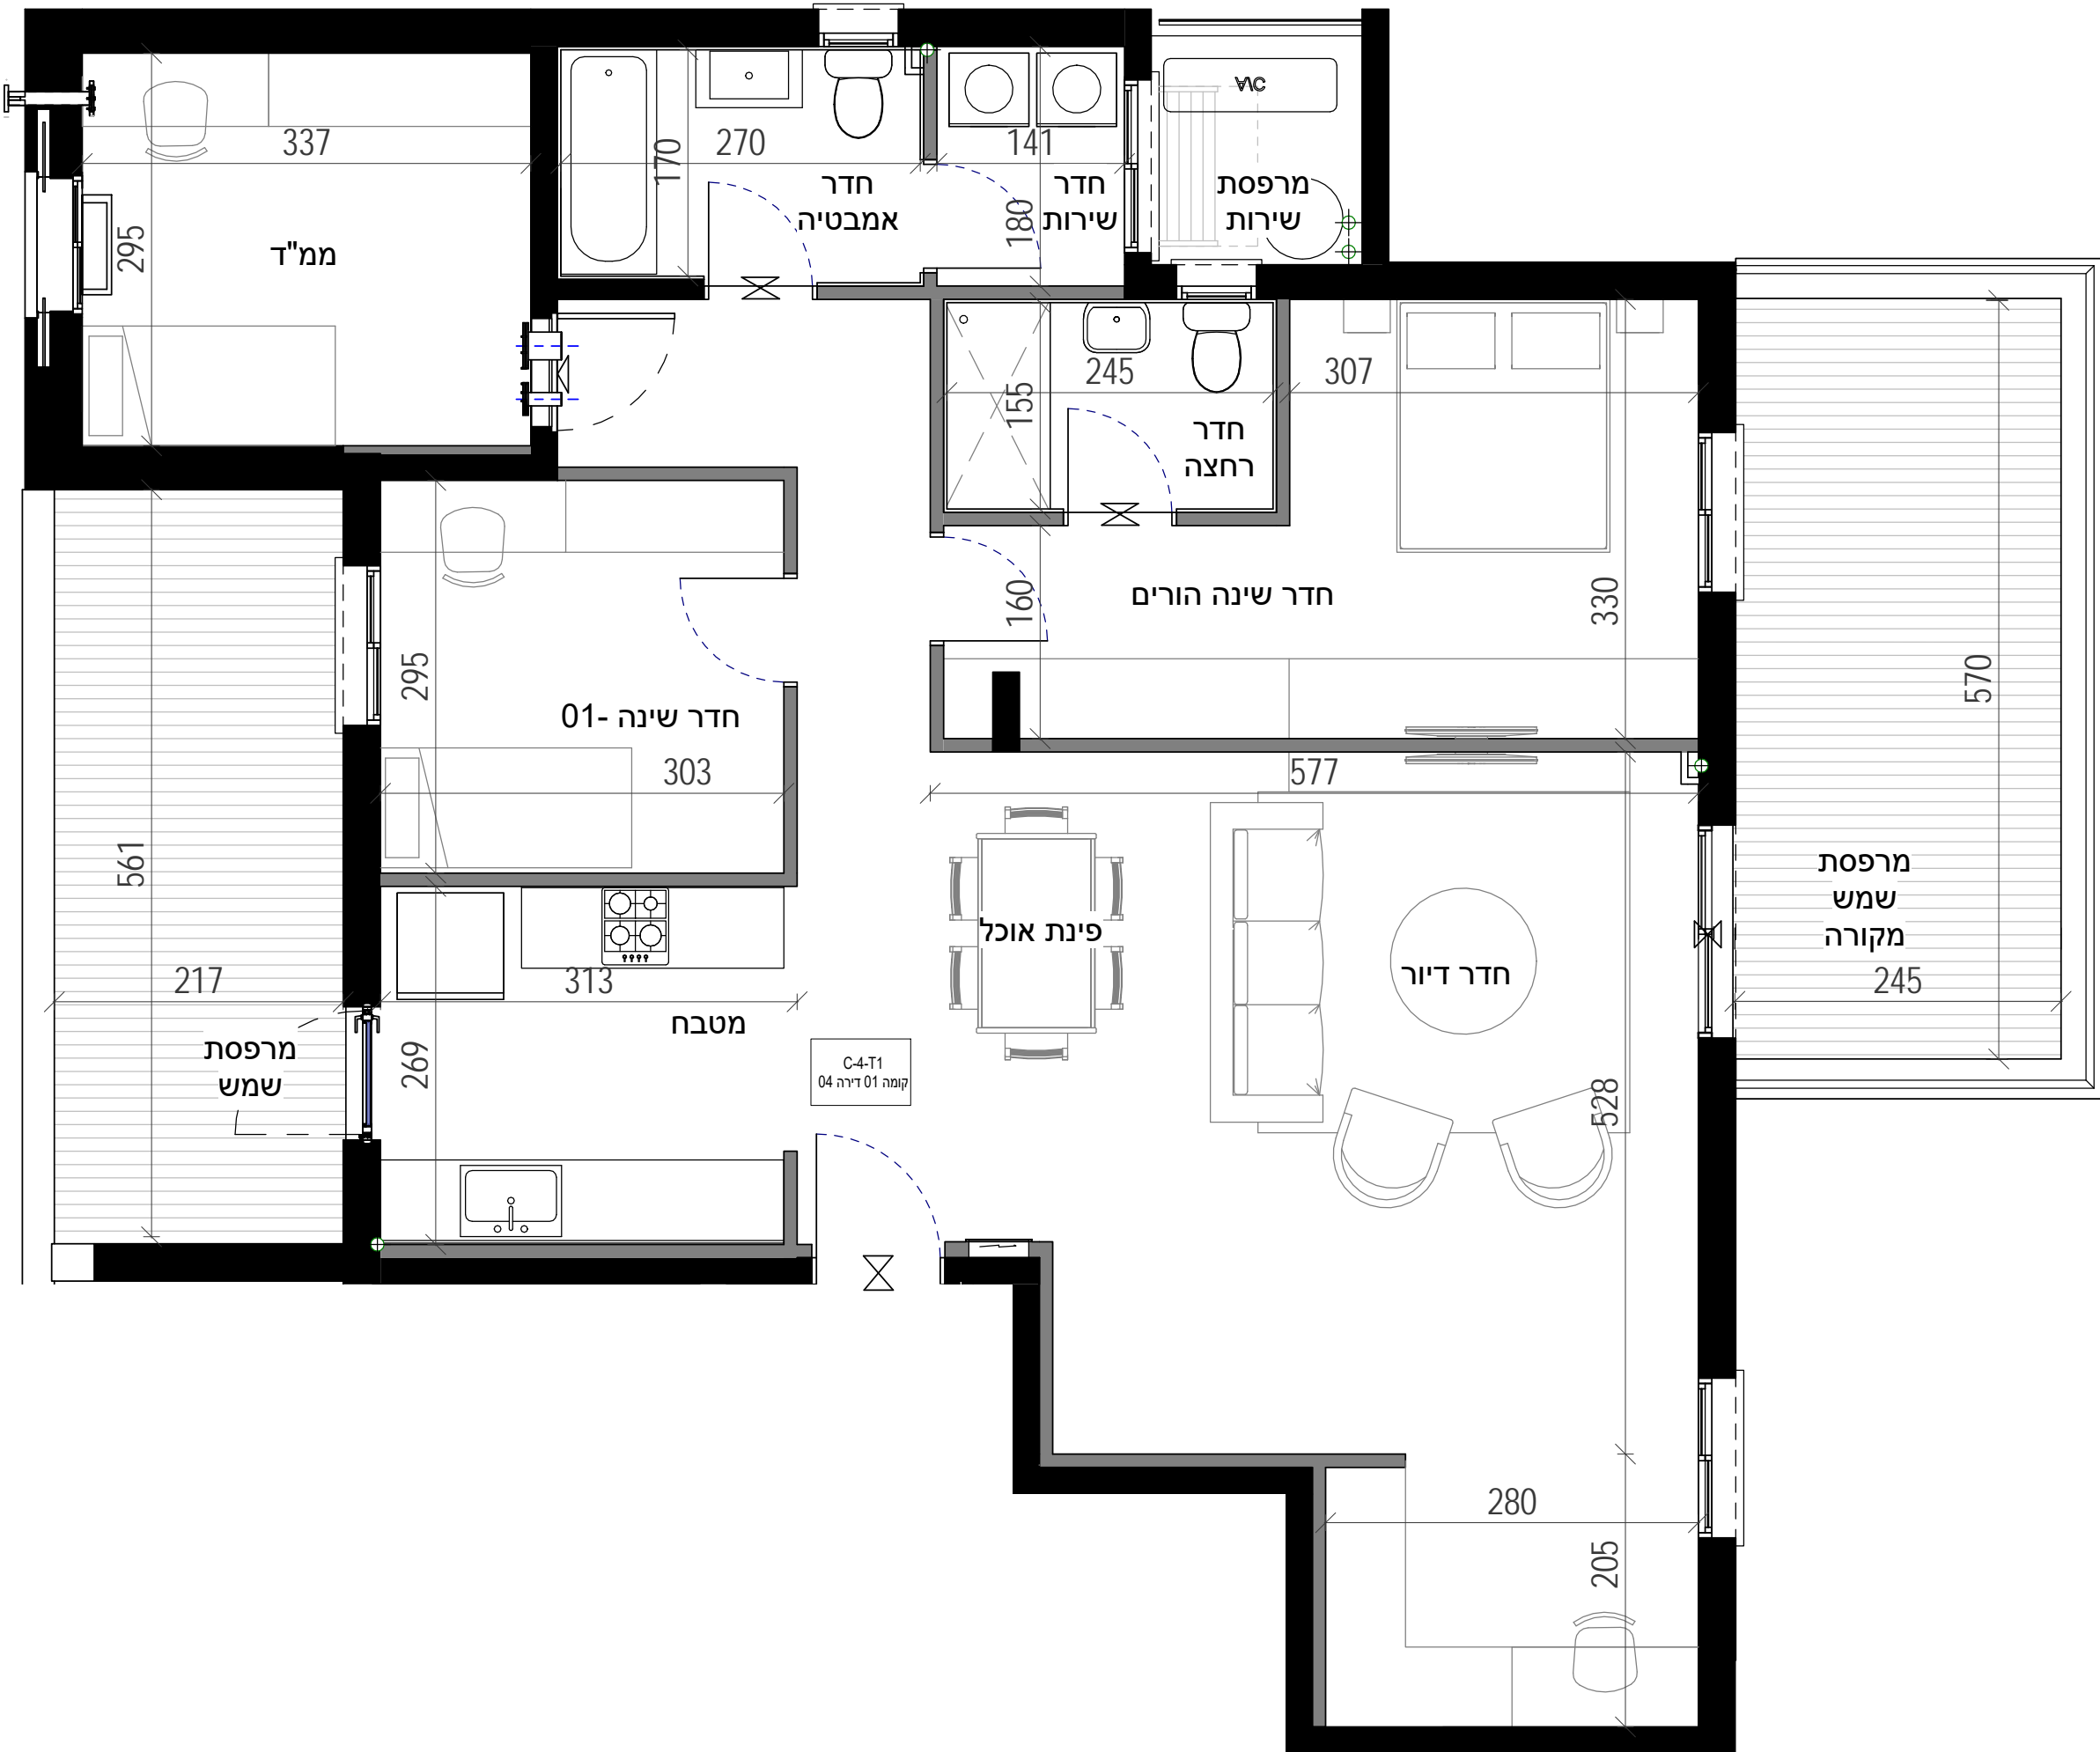 A\C
337
270
141
170
חדר
אמבטיה
חדר
שירות
מרפסת
שירות
180
295
ממ"ד
245
307
155
חדר
רחצה
חדר שינה הורים
160
330
570
295
חדר שינה -01
303
577
561
מרפסת
שמש
מקורה
פינת אוכל
חדר דיור
217
313
245
מטבח
מרפסת
שמש
269
C-4-T1
קומה 01 דירה 04
528
280
205